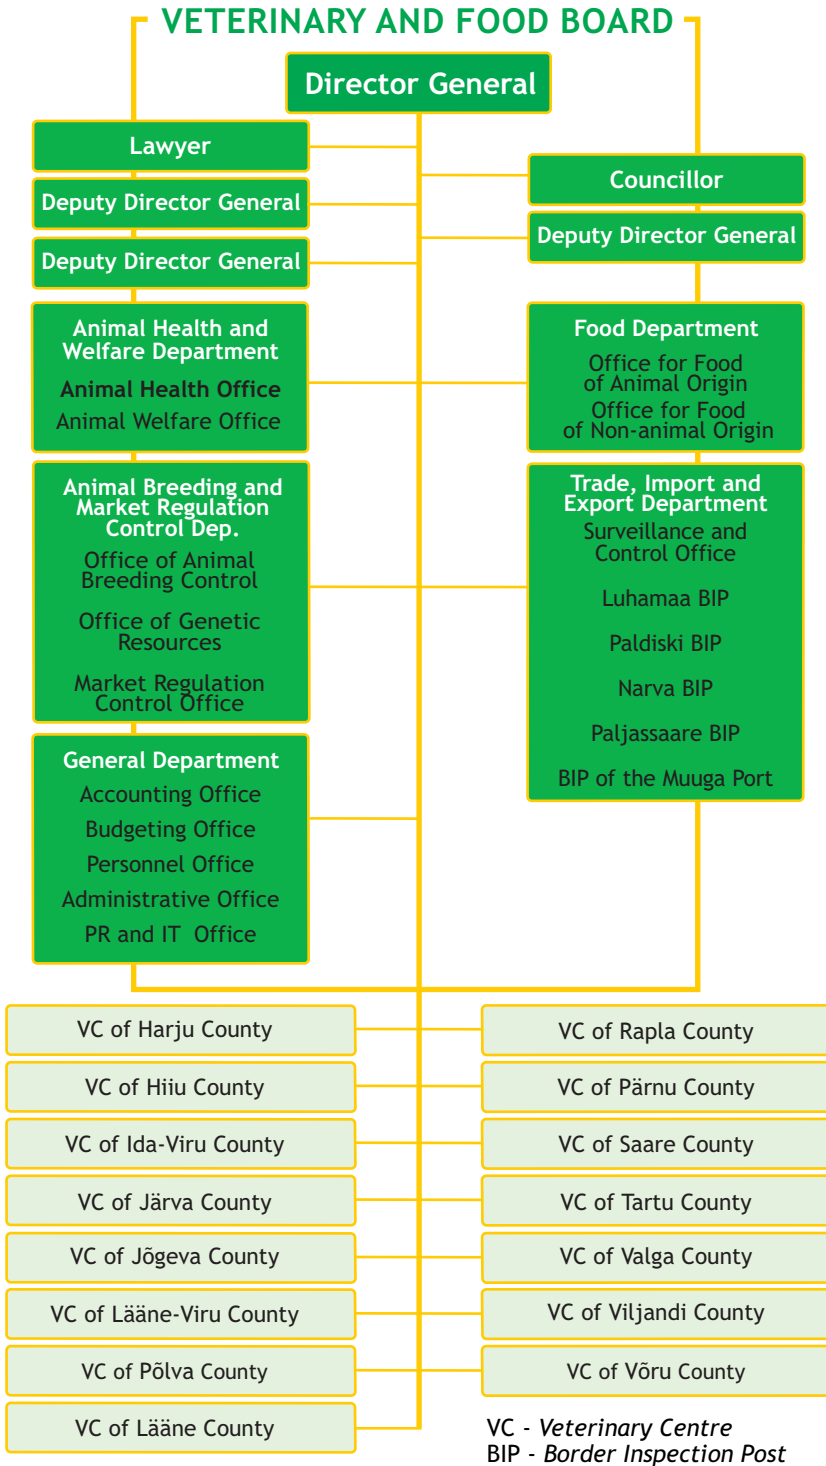 VETERINARY AND FOOD BOARD
Director General
Lawyer
Deputy Director General
Deputy Director General
Councillor
Deputy Director General
Animal Health and
Welfare Department
Animal Health Office
Animal Welfare Office
Food Department
Office for Food
of Animal Origin
Office for Food
of Non-animal Origin
Animal Breeding and
Market Regulation
Control Dep.
Office of Animal
Breeding Control
Office of Genetic
Resources
Market Regulation
Control Office
Trade, Import and
Export Department
Surveillance and
Control Office
Luhamaa BIP
Paldiski BIP
Narva BIP
Paljassaare BIP
BIP of the Muuga Port
General Department
Accounting Office
Budgeting Office
Personnel Office
Administrative Office
PR and IT Office
VC of Harju County
VC of Hiiu County
VC of Ida-Viru County
VC of Järva County
VC of Jõgeva County
VC of Lääne-Viru County
VC of Põlva County
VC of Lääne County
VC of Rapla County
VC of Pärnu County
VC of Saare County
VC of Tartu County
VC of Valga County
VC of Viljandi County
VC of Võru County
VC - Veterinary Centre
BIP - Border Inspection Post